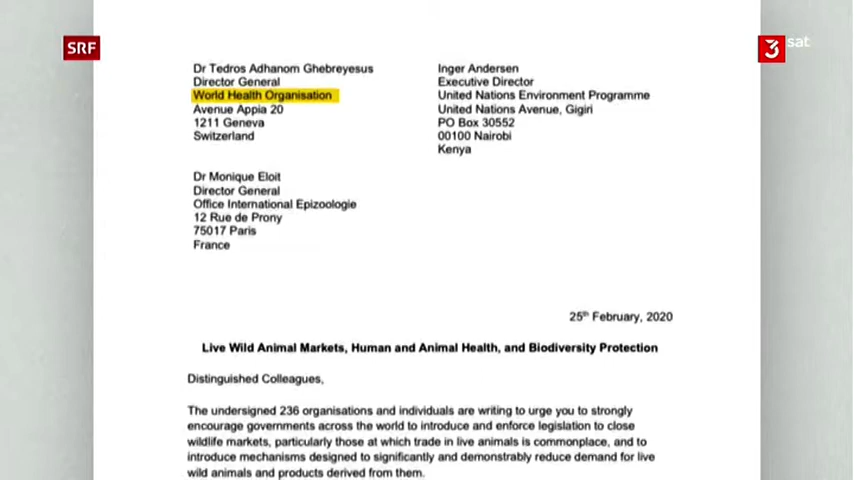 SRF
3sat
Dr Tedros Adhanom Ghebreyesus
Director General
World Health Organisation
Avenue Appia 20
1211 Geneva
Switzerland
Inger Andersen
Executive Director
United Nations Environment Programme
United Nations Avenue, Gigiri
PO Box 30552
00100 Nairobi
Kenya
Dr Monique Eloit
Director General
Office International Epizoologie
12 Rue de Prony
75017 Paris
France
25th February, 2020
Live Wild Animal Markets, Human and Animal Health, and Biodiversity Protection
Distinguished Colleagues,
The undersigned 236 organisations and individuals are writing to urge you to strongly
encourage governments across the world to introduce and enforce legislation to close
wildlife markets, particularly those at which trade in live animals is commonplace, and to
introduce mechanisms designed to significantly and demonstrably reduce demand for live
wild animals and products derived from them.